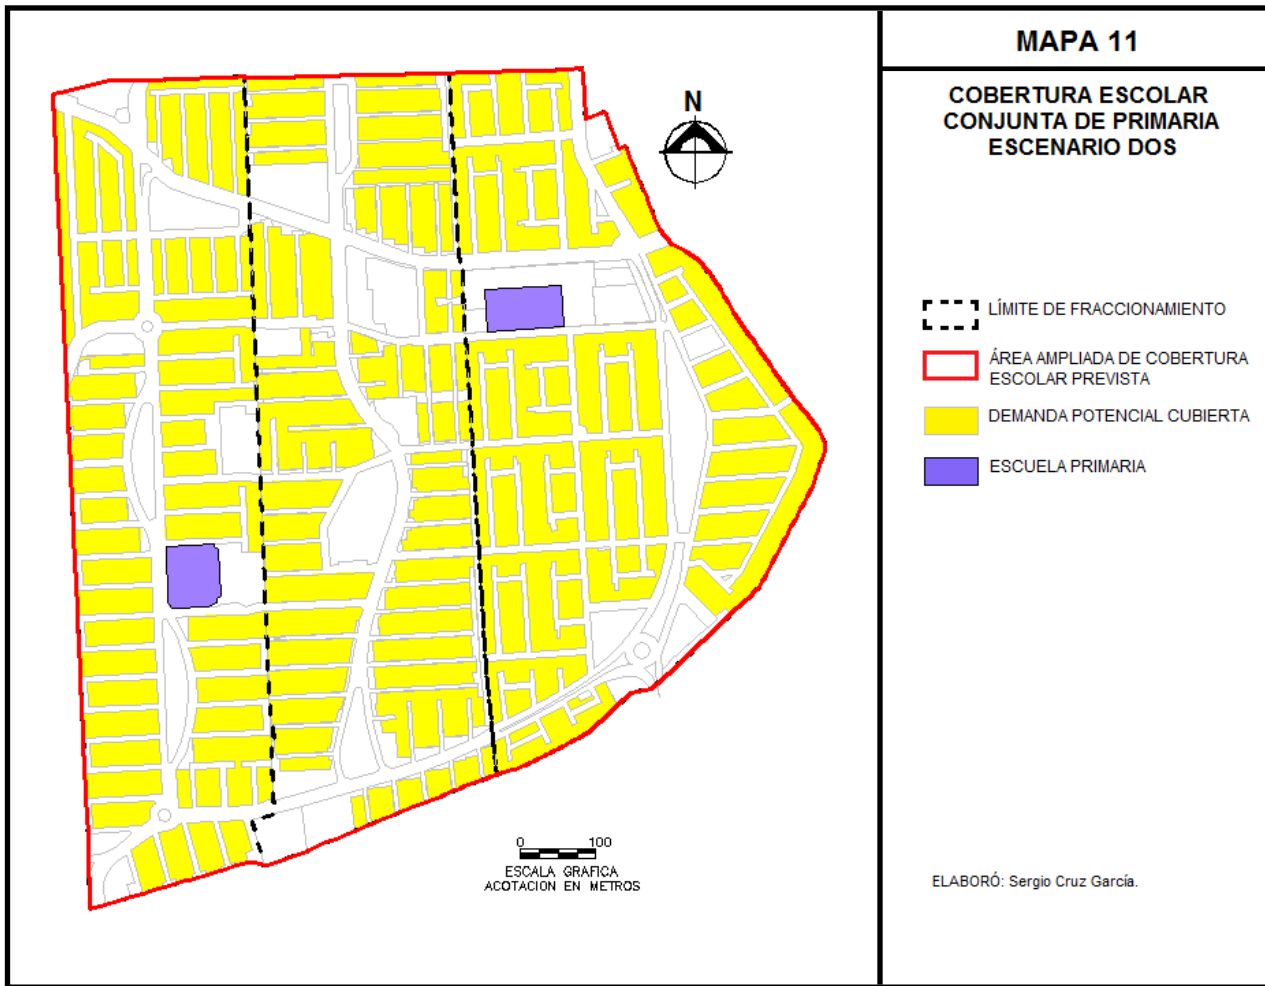 MAPA 11
COBERTURA ESCOLAR
CONJUNTA DE PRIMARIA
ESCENARIO DOS
N
LÍMITE DE FRACCIONAMIENTO
ÁREA AMPLIADA DE COBERTURA
ESCOLAR PREVISTA
DEMANDA POTENCIAL CUBIERTA
ESCUELA PRIMARIA
0 100
ESCALA GRAFICA
ACOTACION EN METROS
ELABORÓ: Sergio Cruz García.